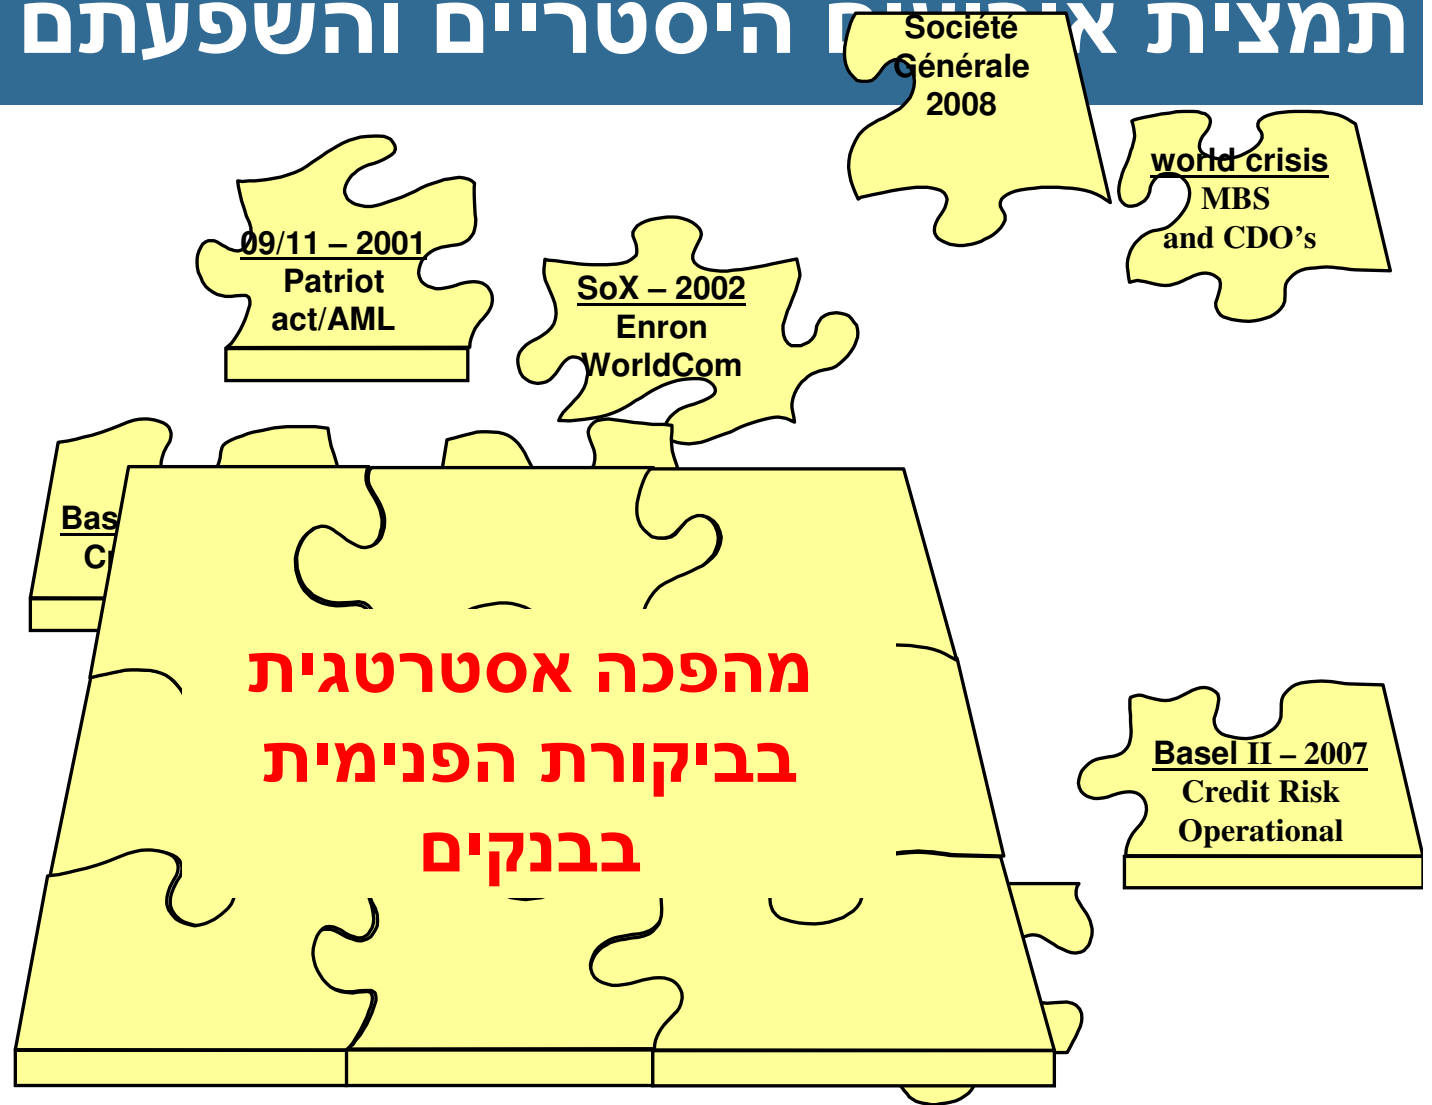 תמצית היסטריים והשפעתם
Société
Générale
2008
world crisis
MBS
and CDO’s
09/11 – 2001
Patriot
act/AML
SoX – 2002
Enron
WorldCom
Basel II – 2007
Credit Risk
Operational
מהפכה אסטרטגית
בביקורת הפנימית
בבנקים